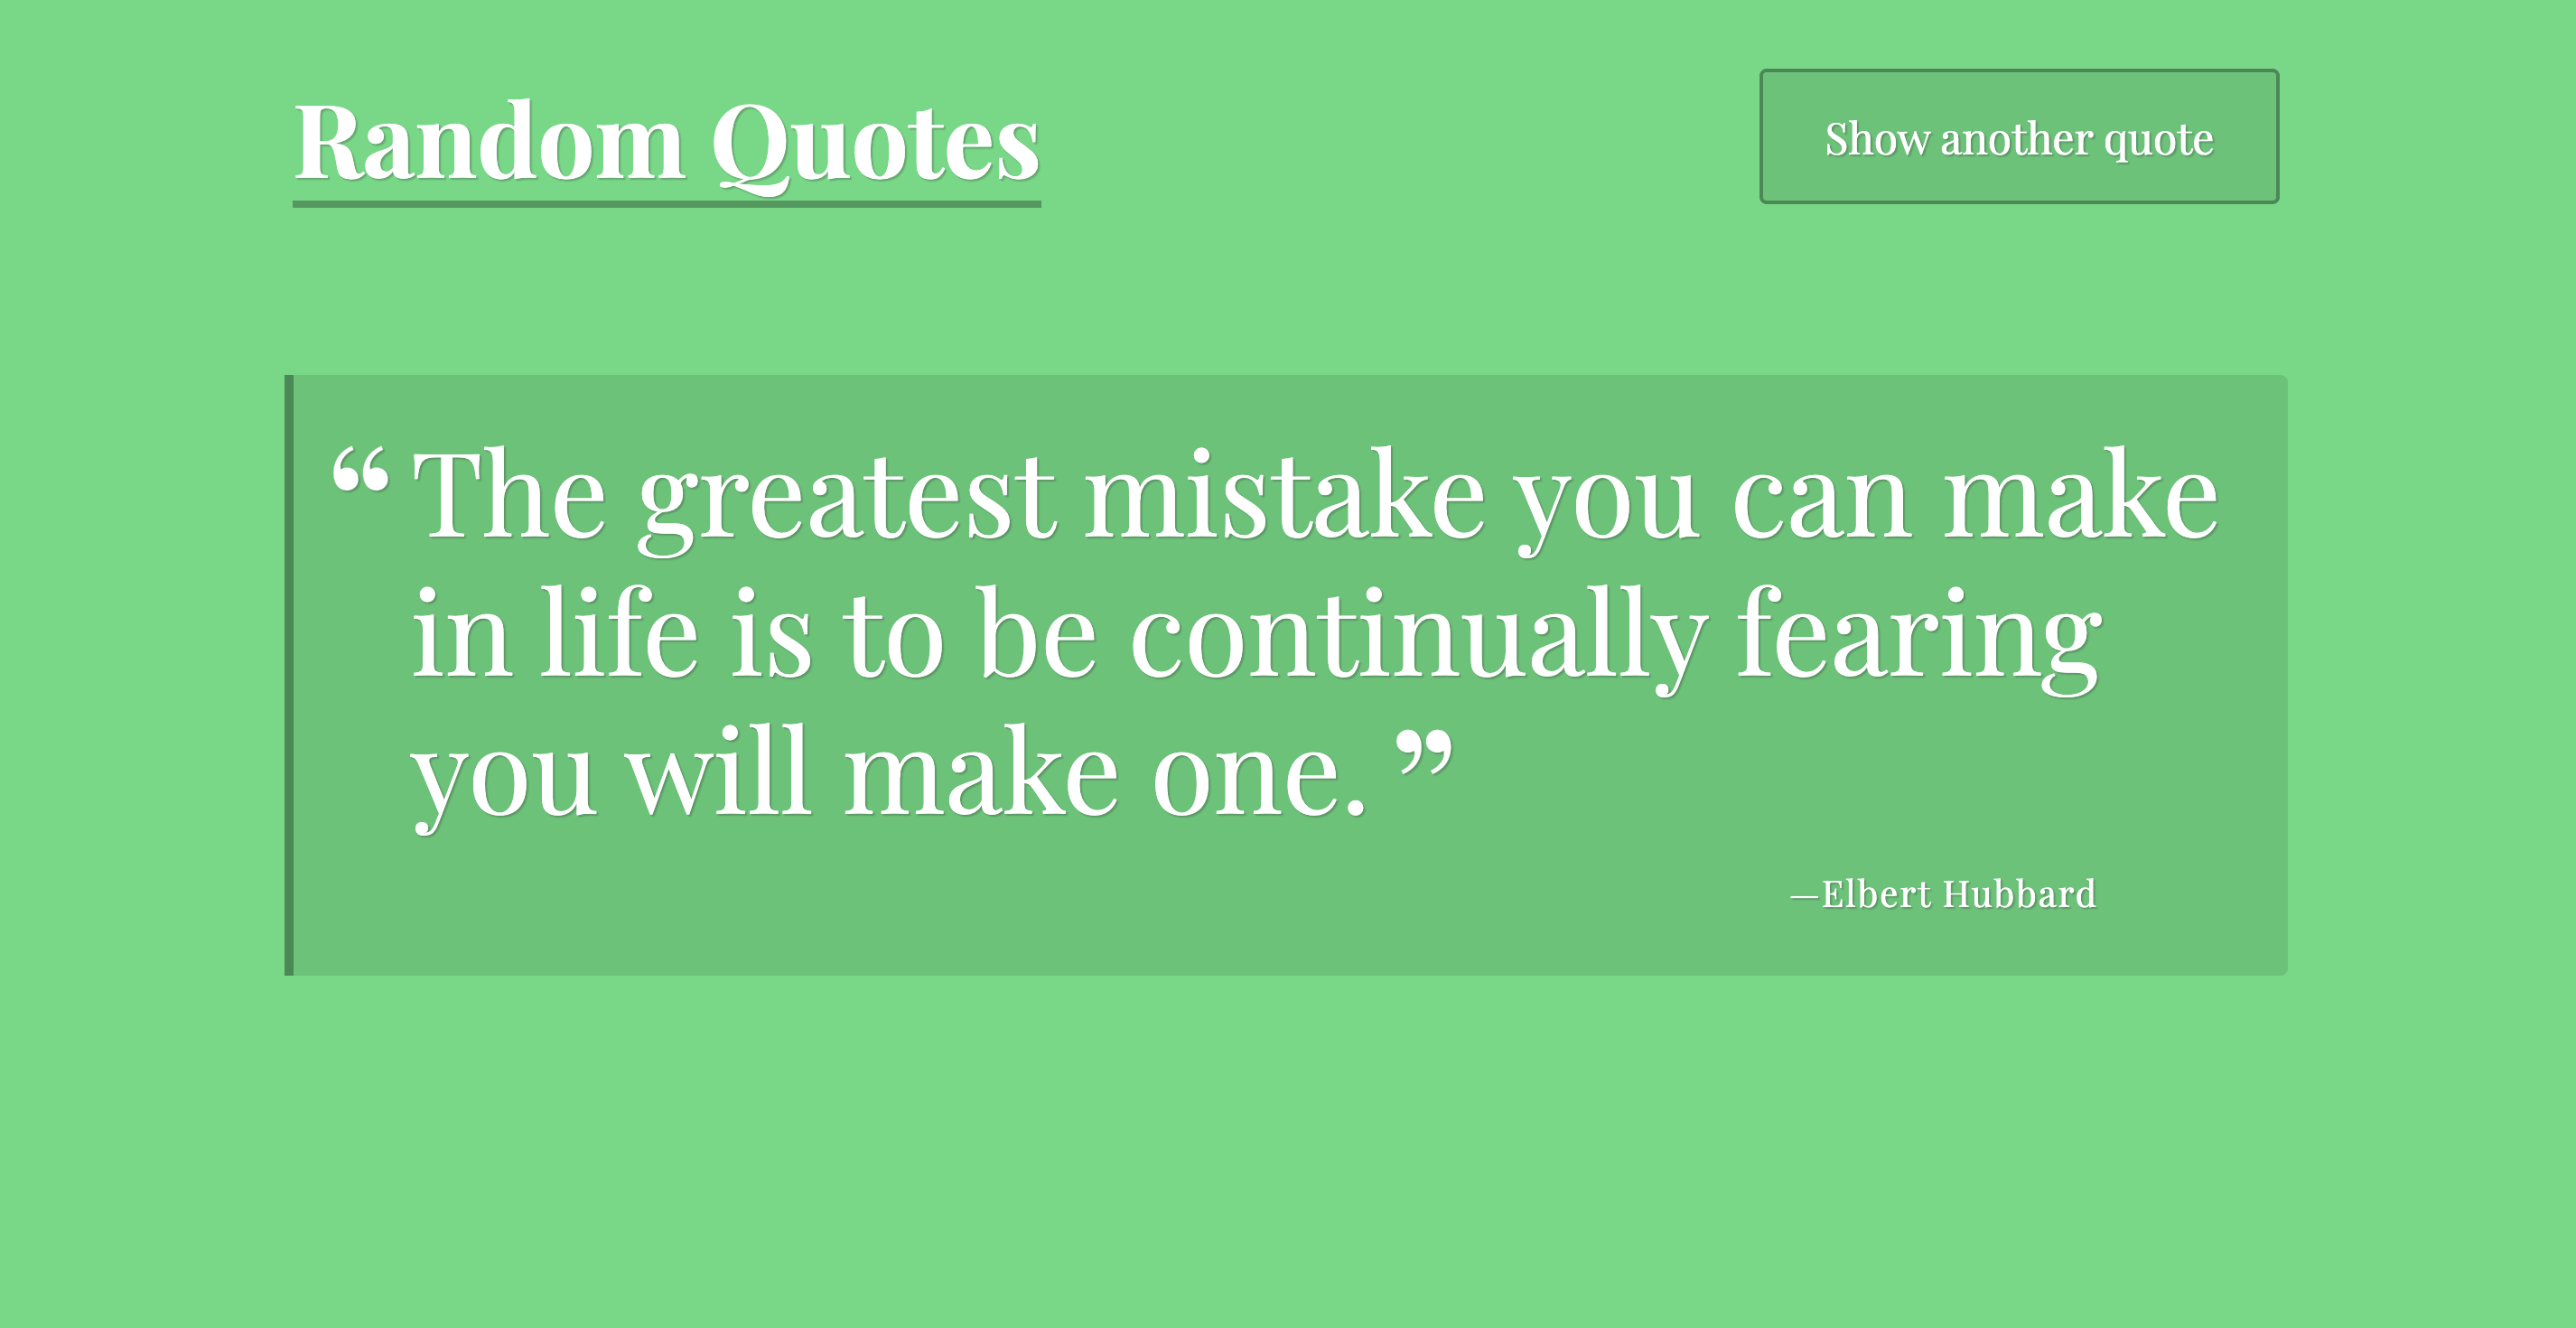 Random Quotes
Show another quote
“ The greatest mistake you can make
in life is to be continually fearing
you will make one. ”
—Elbert Hubbard